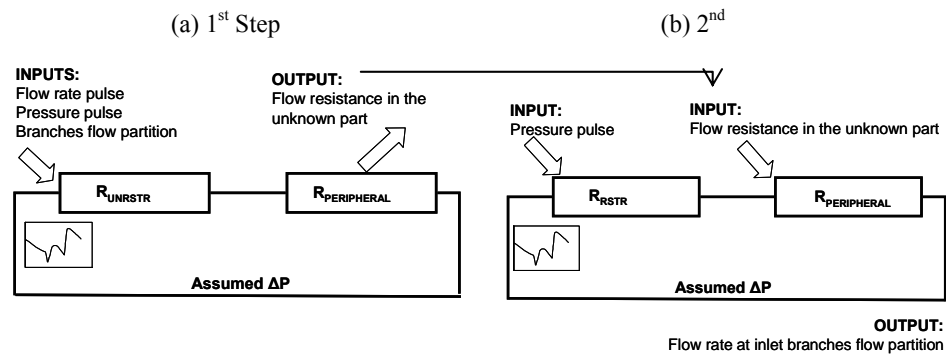 (a) 1st Step
INPUTS:
Flow rate pulse
Pressure pulse
Branches flow partition
OUTPUT:
Flow resistance in the
unknown part
RUNRSTR
RPERIPHERAL
Assumed ΔP
(b) 2nd
INPUT:
Pressure pulse
INPUT:
Flow resistance in the unknown part
RRSTR
RPERIPHERAL
Assumed ΔP
OUTPUT:
Flow rate at inlet branches flow partition